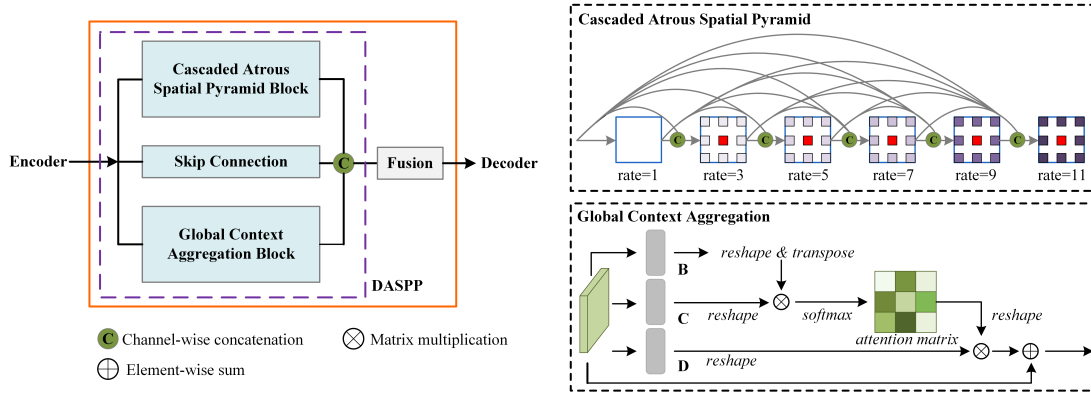 Cascaded Atrous
Spatial Pyramid Block
Encoder
Skip Connection
C
Fusion
Decoder
Global Context
Aggregation Block
DASPP
C Channel-wise concatenation
Matrix multiplication
Element-wise sum
Cascaded Atrous Spatial Pyramid
C C C C C
rate=1 rate=3 rate=5 rate=7 rate=9 rate=11
Global Context Aggregation
B reshape & transpose
C reshape softmax attention matrix reshape
D reshape